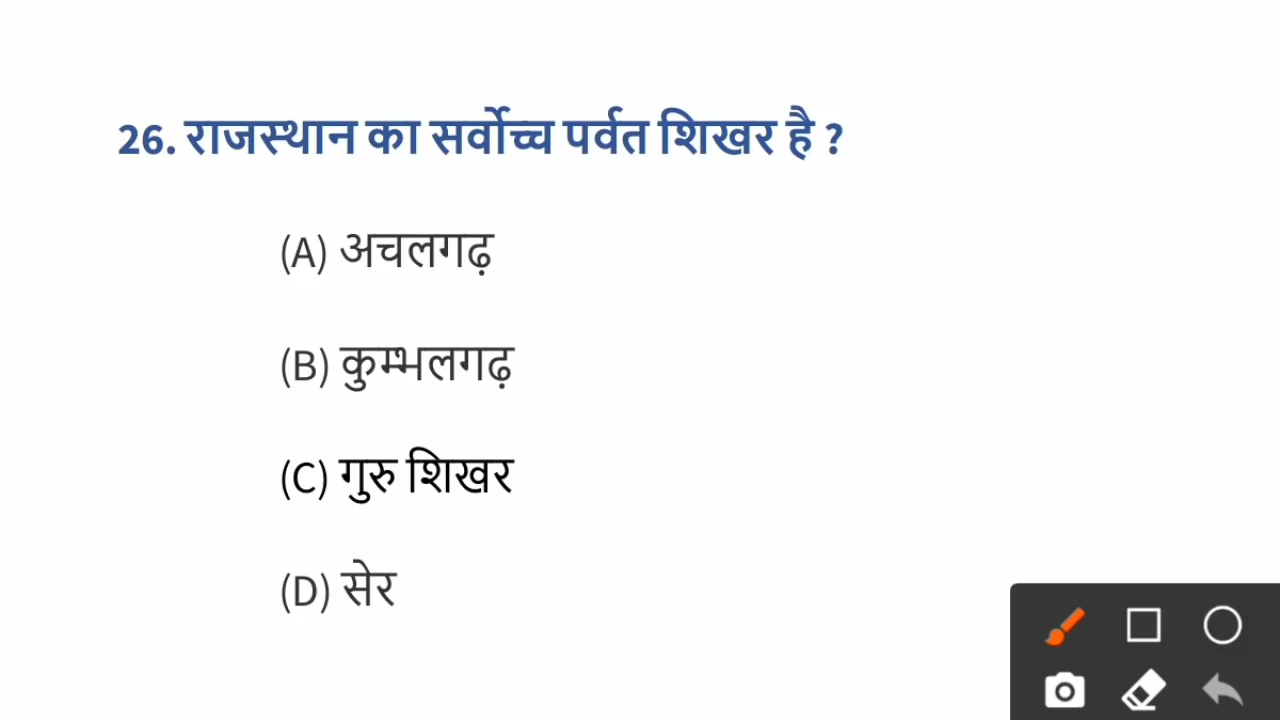 26. राजस्थान का सर्वोच्च पर्वत शिखर है ?
(A) अचलगढ़
(B) कुम्भलगढ़
(C) गुरु शिखर
(D) सेर